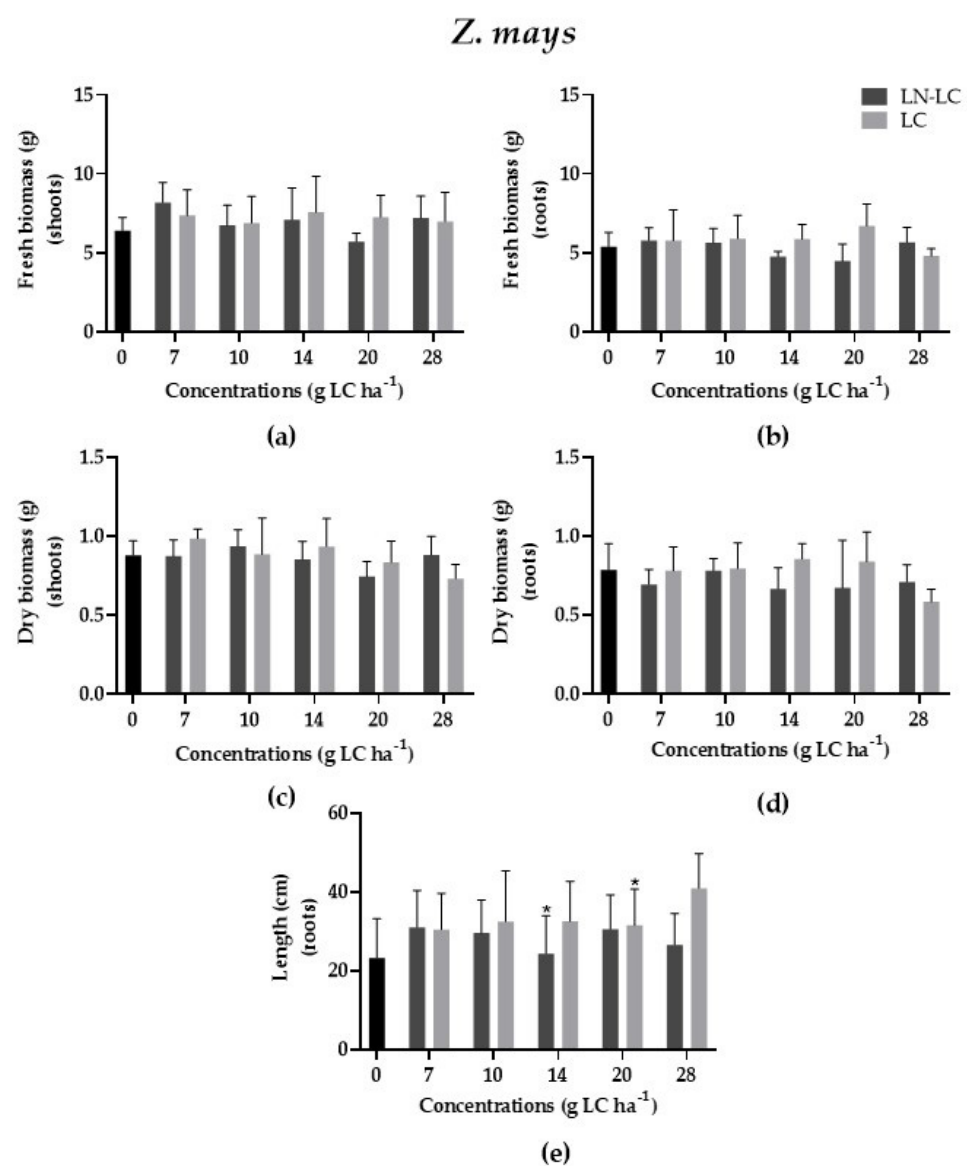 Z. mays
LN-LC
LC
Fresh biomass (g)
(shoots)
15
10
5
0
0 7 10 14 20 28
Concentrations (g LC ha⁻¹)
(a)
Fresh biomass (g)
(roots)
15
10
5
0
0 7 10 14 20 28
Concentrations (g LC ha⁻¹)
(b)
Dry biomass (g)
(shoots)
1.5
1.0
0.5
0.0
0 7 10 14 20 28
Concentrations (g LC ha⁻¹)
(c)
Dry biomass (g)
(roots)
1.5
1.0
0.5
0.0
0 7 10 14 20 28
Concentrations (g LC ha⁻¹)
(d)
Length (cm)
(roots)
60
40
20
0
* *
0 7 10 14 20 28
Concentrations (g LC ha⁻¹)
(e)